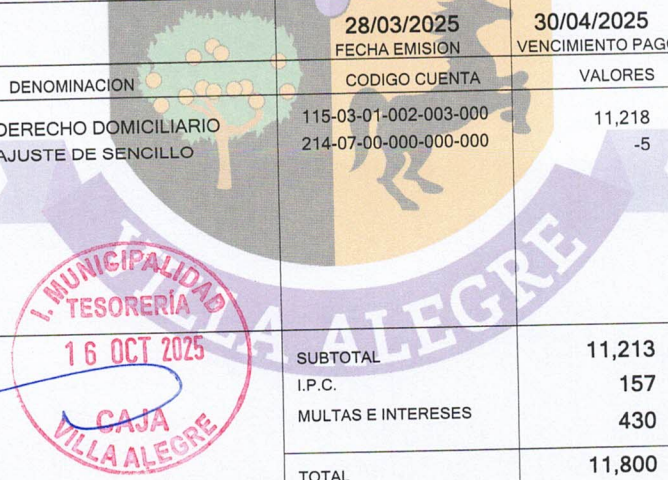 28/03/2025 30/04/2025
FECHA EMISION VENCIMIENTO PAGO
DENOMINACION CODIGO CUENTA VALORES
DERECHO DOMICILIARIO 115-03-01-002-003-000 11,218
AJUSTE DE SENCILLO 214-07-00-000-000-000 -5
VILLA ALEGRE
I. MUNICIPALIDAD
TESORERÍA
16 OCT 2025
CAJA
VILLA ALEGRE
SUBTOTAL 11,213
I.P.C. 157
MULTAS E INTERESES 430
TOTAL 11,800